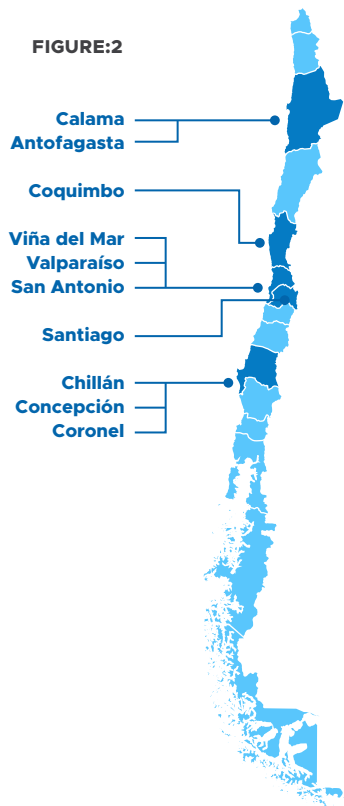 FIGURE:2
Calama
Antofagasta
Coquimbo
Viña del Mar
Valparaíso
San Antonio
Santiago
Chillán
Concepción
Coronel